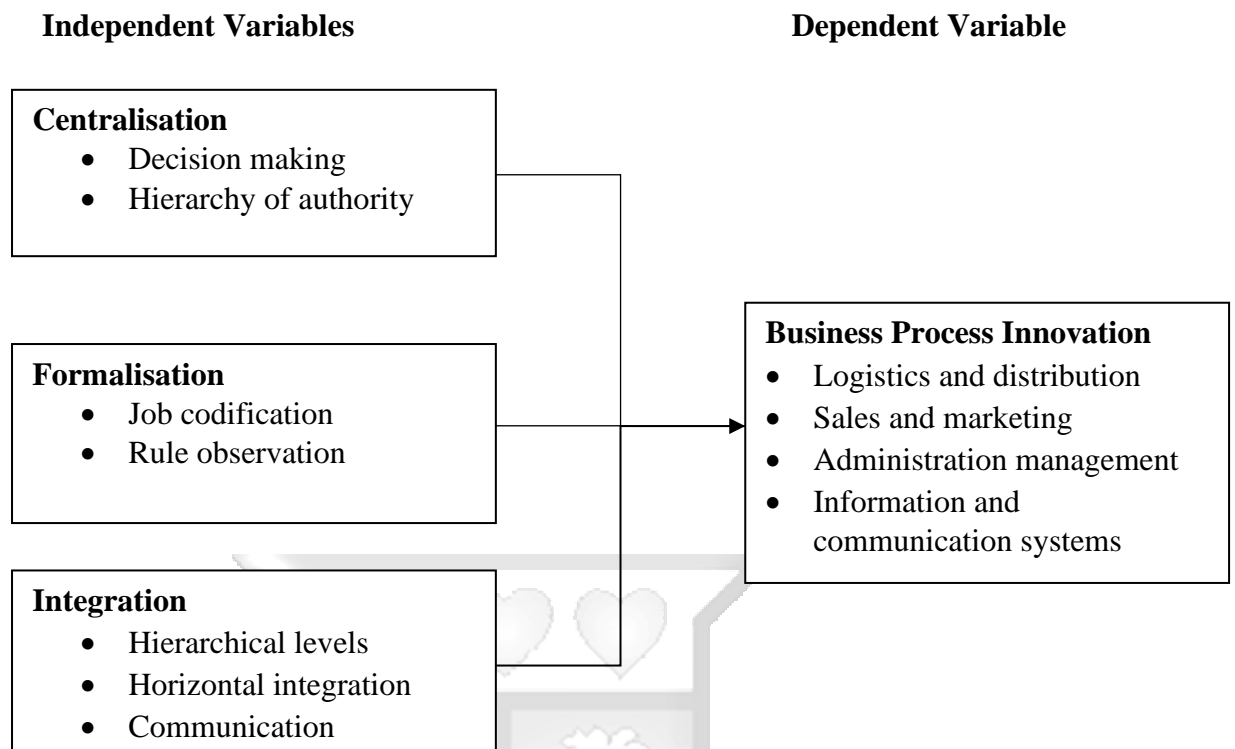 Independent Variables
Dependent Variable
Centralisation
• Decision making
• Hierarchy of authority
Formalisation
• Job codification
• Rule observation
Integration
• Hierarchical levels
• Horizontal integration
• Communication
Business Process Innovation
• Logistics and distribution
• Sales and marketing
• Administration management
• Information and
communication systems